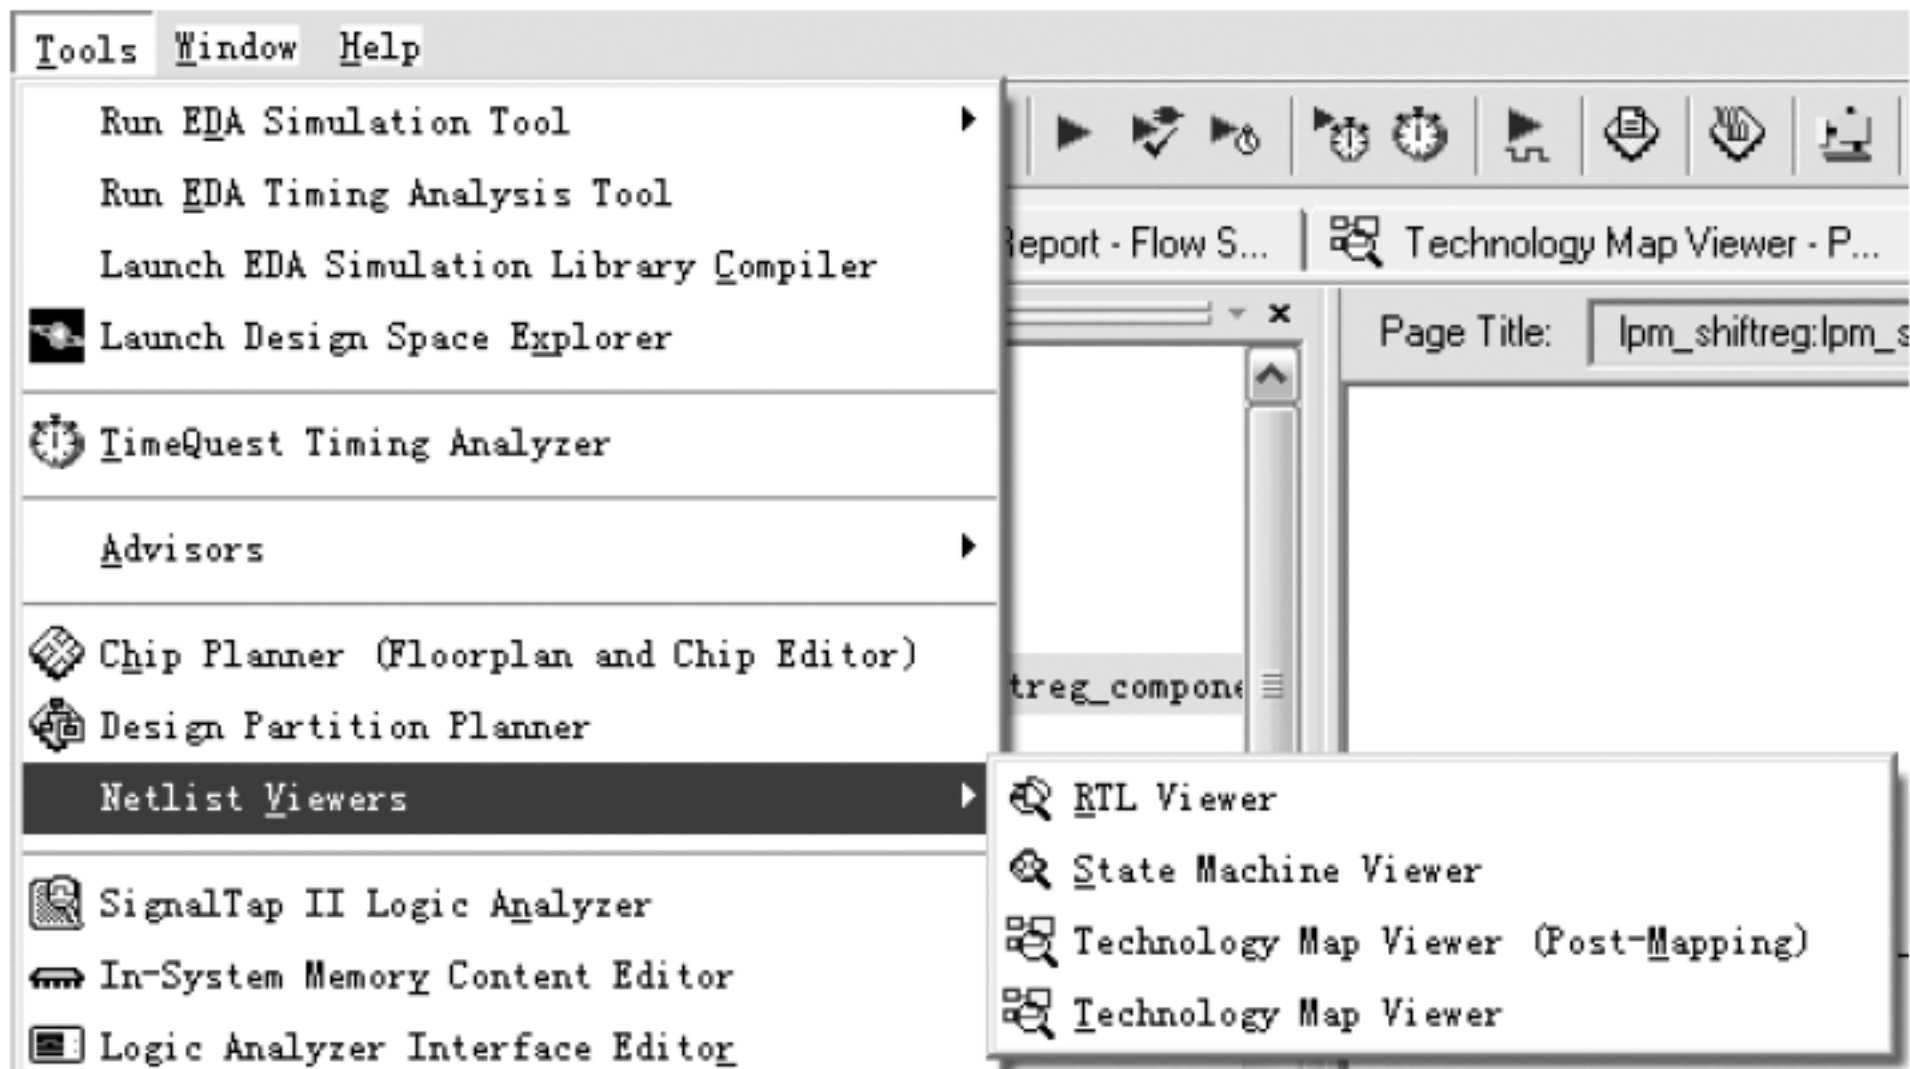 Tools Window Help
Run EDA Simulation Tool
Run EDA Timing Analysis Tool
Launch EDA Simulation Library Compiler
Launch Design Space Explorer
TimeQuest Timing Analyzer
Advisors
Chip Planner (Floorplan and Chip Editor)
Design Partition Planner
Netlist Viewers
SignalTap II Logic Analyzer
In-System Memory Content Editor
Logic Analyzer Interface Editor
Report - Flow S... Technology Map Viewer - P...
Page Title: lpm_shiftreg:lpm_s
treg_compone
RTL Viewer
State Machine Viewer
Technology Map Viewer (Post-Mapping)
Technology Map Viewer